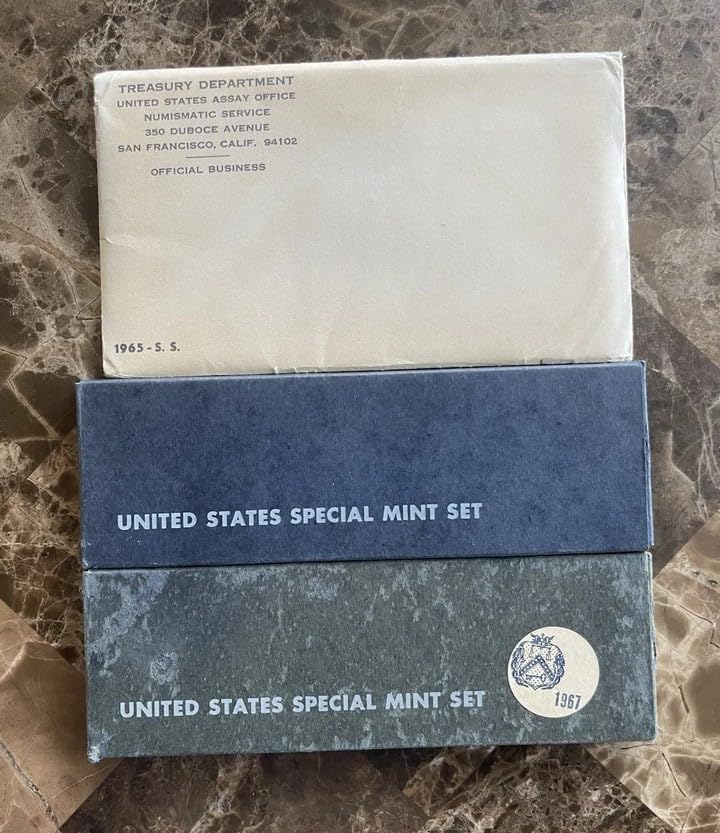 TREASURY DEPARTMENT
UNITED STATES ASSAY OFFICE
NUMISMATIC SERVICE
350 DUBOCE AVENUE
SAN FRANCISCO, CALIF. 94102
OFFICIAL BUSINESS
1965 - S. S.
UNITED STATES SPECIAL MINT SET
UNITED STATES SPECIAL MINT SET
1967